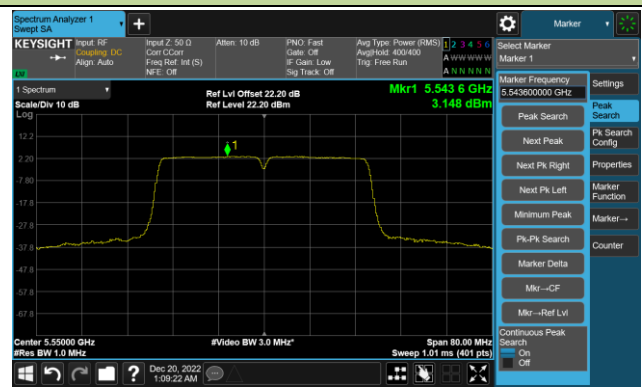 Spectrum Analyzer 1
Swept SA
Marker
KEYSIGHT
Input: RF
Coupling: DC
Align: Auto
Input Z: 50 Ω
Corr CCorr
Freq Ref: Int (S)
NFE: Off
Atten: 10 dB
PNO: Fast
Gate: Off
IF Gain: Low
Sig Track: Off
Avg Type: Power (RMS)
Avg|Hold: 400/400
Trig: Free Run
1 2 3 4 5 6
A W W W W W
A N N N N N
LXI
Select Marker
Marker 1
1 Spectrum
Scale/Div 10 dB
Log
Ref Lvl Offset 22.20 dB
Ref Level 22.20 dBm
Mkr1 5.543 6 GHz
3.148 dBm
12.2
2.20
-7.80
-17.8
-27.8
-37.8
-47.8
-57.8
-67.8
1
Center 5.55000 GHz
#Res BW 1.0 MHz
#Video BW 3.0 MHz*
Span 80.00 MHz
Sweep 1.01 ms (401 pts)
Marker Frequency
5.543600000 GHz
Peak Search
Next Peak
Next Pk Right
Next Pk Left
Minimum Peak
Pk-Pk Search
Marker Delta
Mkr→CF
Mkr→Ref Lvl
Continuous Peak
Search
On
Off
Settings
Peak
Search
Pk Search
Config
Properties
Marker
Function
Marker→
Counter
Dec 20, 2022
1:09:22 AM